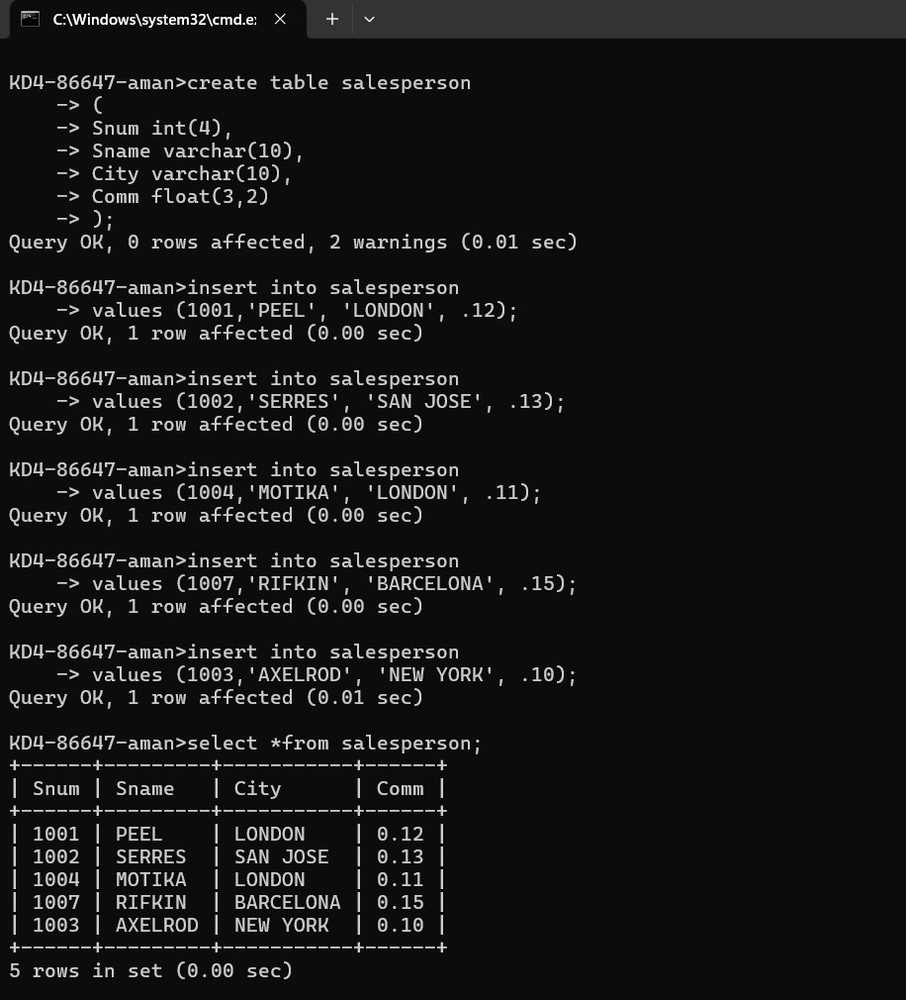 C:\Windows\system32\cmd.e:
KD4-86647-aman>create table salesperson
    -> (
    -> Snum int(4),
    -> Sname varchar(10),
    -> City varchar(10),
    -> Comm float(3,2)
    -> );
Query OK, 0 rows affected, 2 warnings (0.01 sec)

KD4-86647-aman>insert into salesperson
    -> values (1001,'PEEL', 'LONDON', .12);
Query OK, 1 row affected (0.00 sec)

KD4-86647-aman>insert into salesperson
    -> values (1002,'SERRES', 'SAN JOSE', .13);
Query OK, 1 row affected (0.00 sec)

KD4-86647-aman>insert into salesperson
    -> values (1004,'MOTIKA', 'LONDON', .11);
Query OK, 1 row affected (0.00 sec)

KD4-86647-aman>insert into salesperson
    -> values (1007,'RIFKIN', 'BARCELONA', .15);
Query OK, 1 row affected (0.00 sec)

KD4-86647-aman>insert into salesperson
    -> values (1003,'AXELROD', 'NEW YORK', .10);
Query OK, 1 row affected (0.01 sec)

KD4-86647-aman>select *from salesperson;
+------+---------+-----------+------+
| Snum | Sname   | City      | Comm |
+------+---------+-----------+------+
| 1001 | PEEL    | LONDON    | 0.12 |
| 1002 | SERRES  | SAN JOSE  | 0.13 |
| 1004 | MOTIKA  | LONDON    | 0.11 |
| 1007 | RIFKIN  | BARCELONA | 0.15 |
| 1003 | AXELROD | NEW YORK  | 0.10 |
+------+---------+-----------+------+
5 rows in set (0.00 sec)